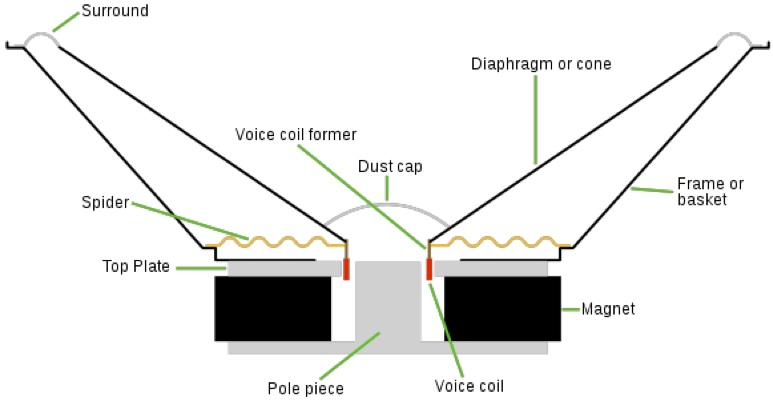 Surround
Diaphragm or cone
Voice coil former
Dust cap
Spider
Frame or
basket
Top Plate
Magnet
Pole piece
Voice coil